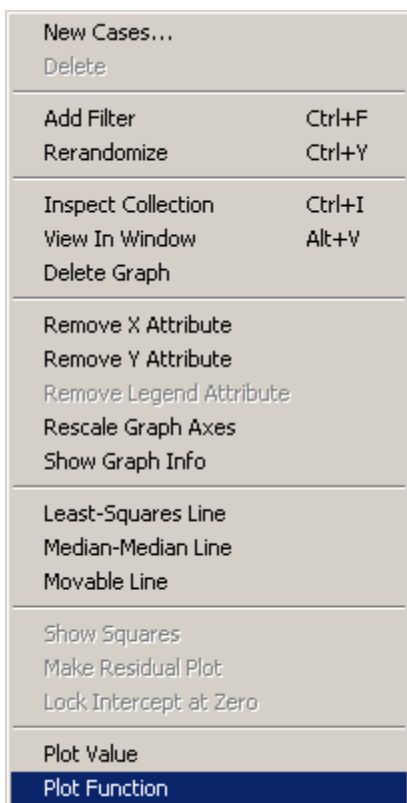 New Cases...
Delete
Add Filter Ctrl+F
Rerandomize Ctrl+Y
Inspect Collection Ctrl+I
View In Window Alt+V
Delete Graph
Remove X Attribute
Remove Y Attribute
Remove Legend Attribute
Rescale Graph Axes
Show Graph Info
Least-Squares Line
Median-Median Line
Movable Line
Show Squares
Make Residual Plot
Lock Intercept at Zero
Plot Value
Plot Function